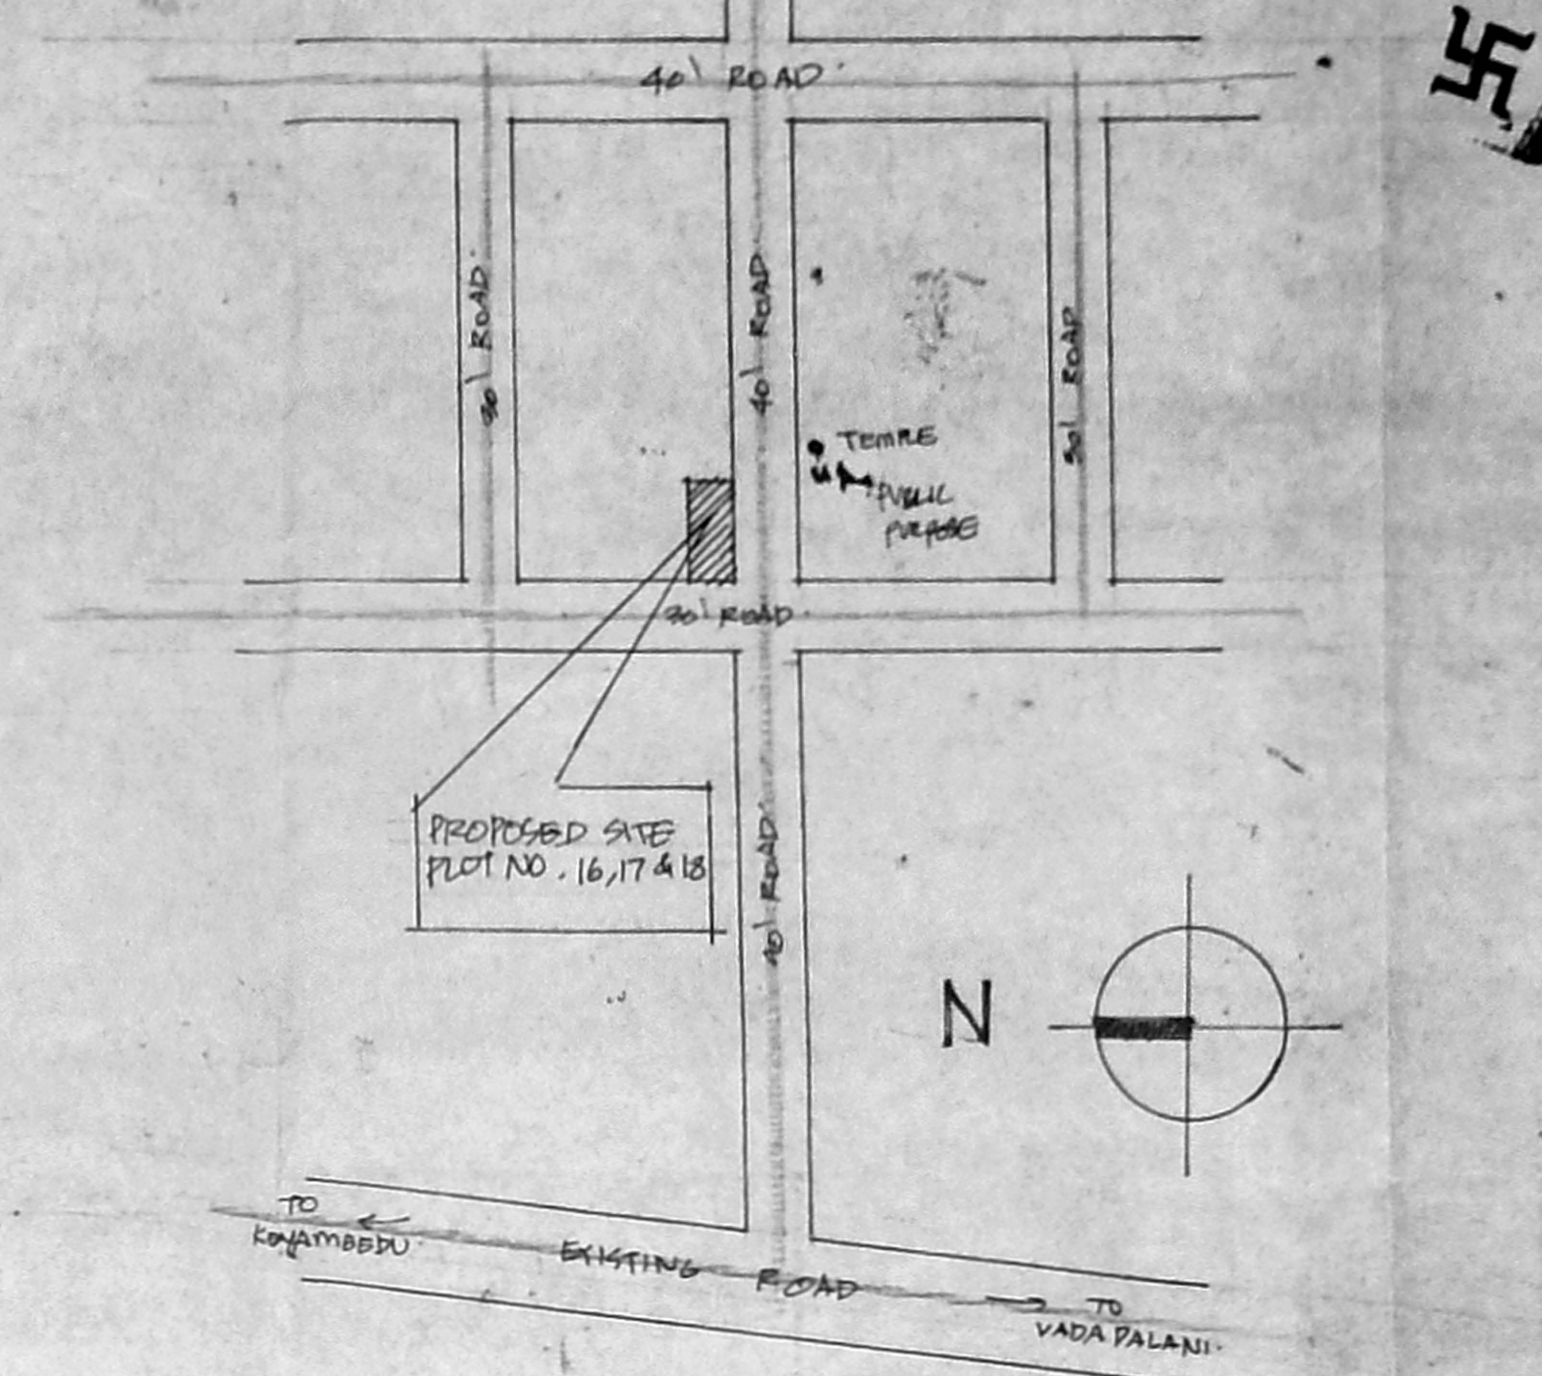 40' ROAD
30' ROAD
40' ROAD
30' ROAD
TEMPLE
PUBLIC
PURPOSE
30' ROAD
PROPOSED SITE
PLOT NO. 16,17 & 18
40' ROAD
N
TO
KOYAMBEDU
EXISTING ROAD
TO
VADAPALANI.